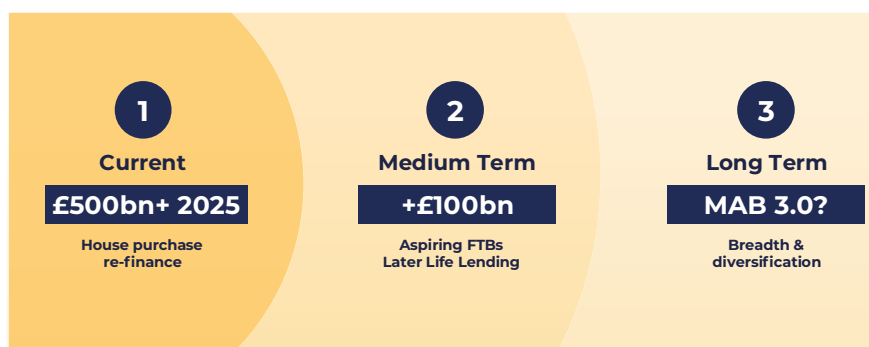 1
Current
£500bn+ 2025
House purchase
re-finance
2
Medium Term
+£100bn
Aspiring FTBs
Later Life Lending
3
Long Term
MAB 3.0?
Breadth &
diversification